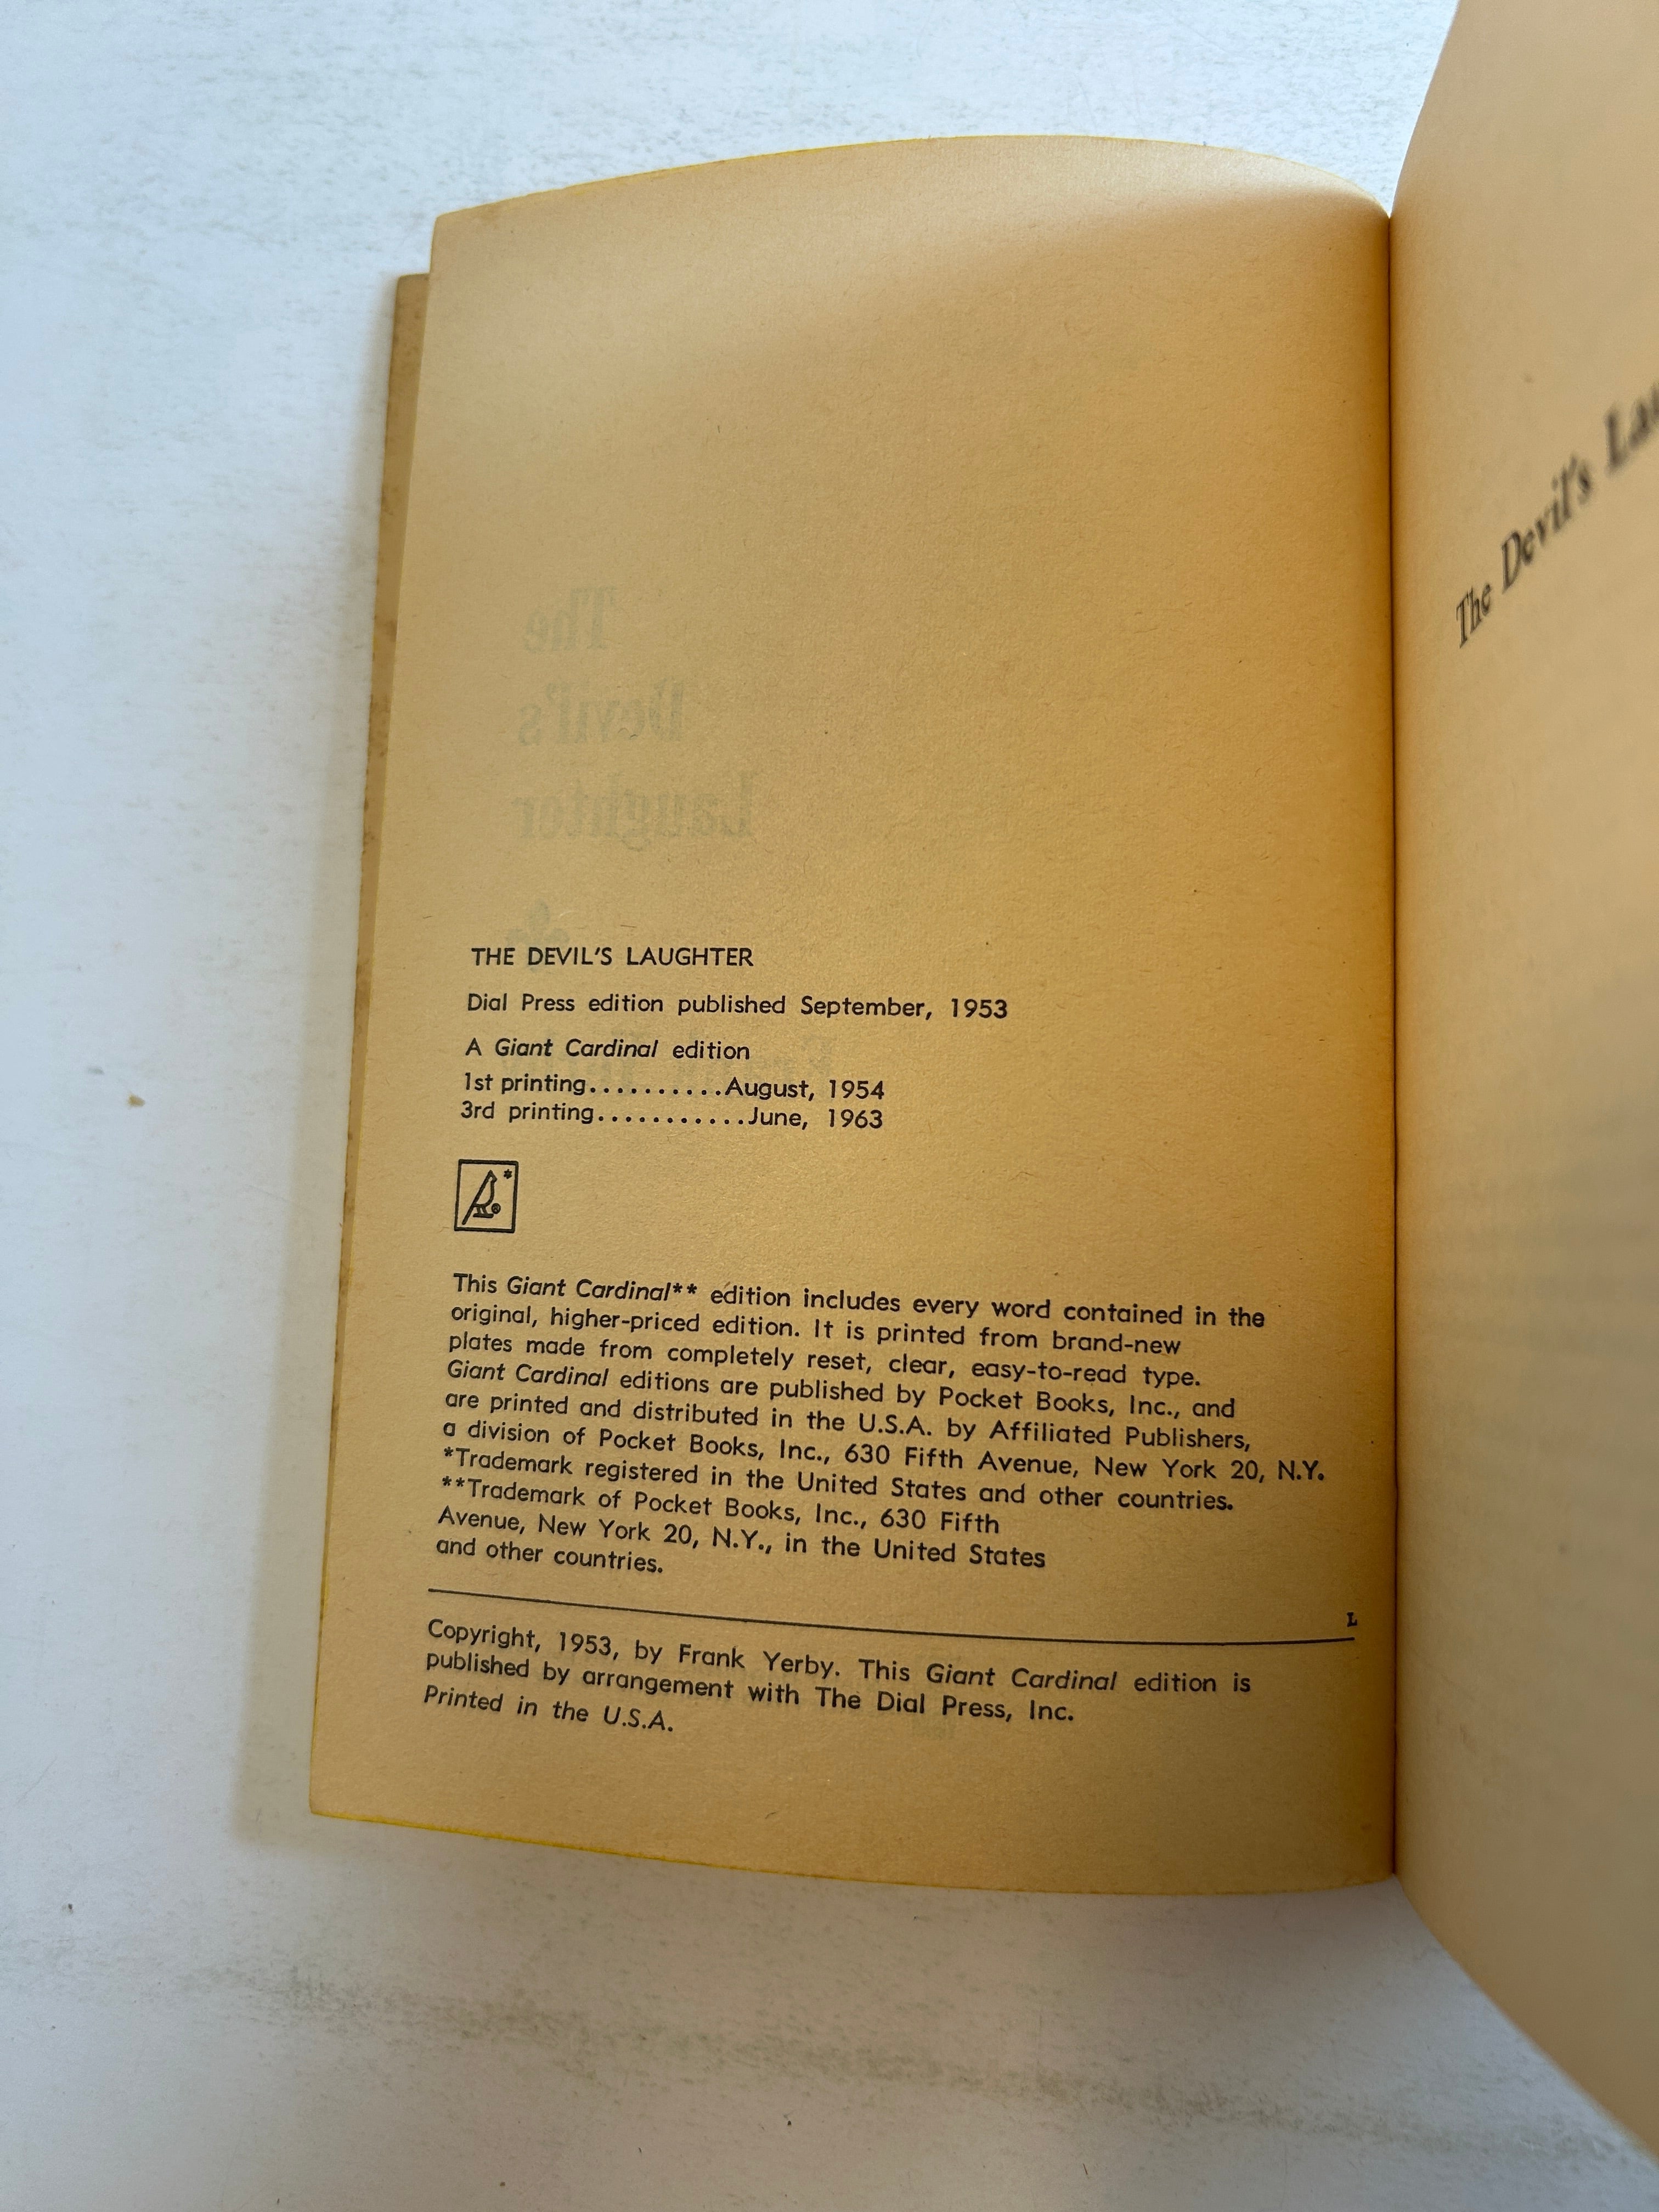 THE DEVIL'S LAUGHTER
Dial Press edition published September, 1953
A Giant Cardinal edition
1st printing..........August, 1954
3rd printing...........June, 1963
This Giant Cardinal** edition includes every word contained in the
original, higher-priced edition. It is printed from brand-new
plates made from completely reset, clear, easy-to-read type.
Giant Cardinal editions are published by Pocket Books, Inc., and
are printed and distributed in the U.S.A. by Affiliated Publishers,
a division of Pocket Books, Inc., 630 Fifth Avenue, New York 20, N.Y.
*Trademark registered in the United States and other countries.
**Trademark of Pocket Books, Inc., 630 Fifth
Avenue, New York 20, N.Y., in the United States
and other countries.
L
Copyright, 1953, by Frank Yerby. This Giant Cardinal edition is
published by arrangement with The Dial Press, Inc.
Printed in the U.S.A.
The Devil's